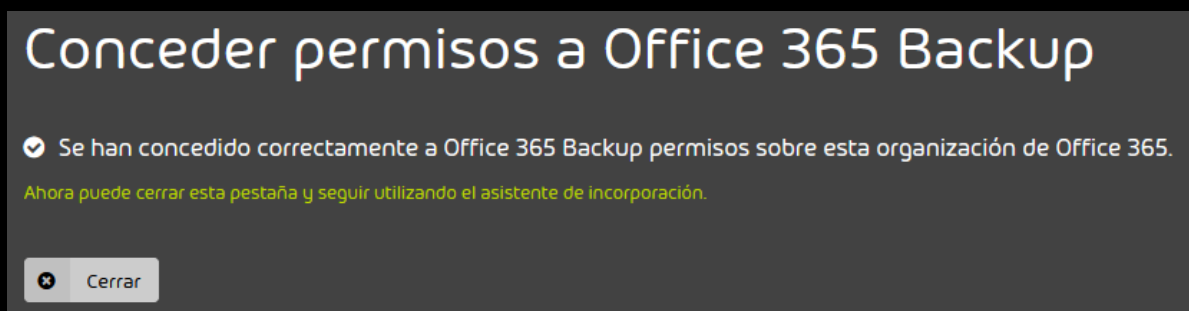 Conceder permisos a Office 365 Backup
Se han concedido correctamente a Office 365 Backup permisos sobre esta organización de Office 365.
Ahora puede cerrar esta pestaña y seguir utilizando el asistente de incorporación.
Cerrar